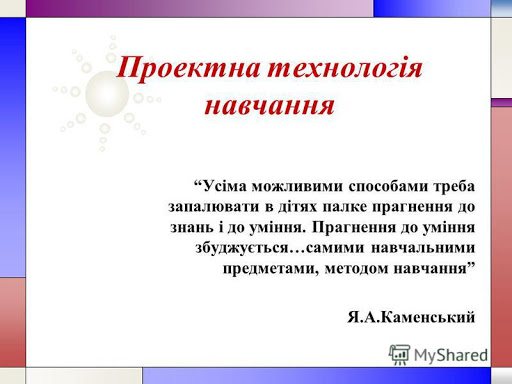 Проектна технологія
навчання
“Усіма можливими способами треба
запалювати в дітях палке прагнення до
знань і до уміння. Прагнення до уміння
збуджується…самими навчальними
предметами, методом навчання”
Я.А.Каменський
MyShared